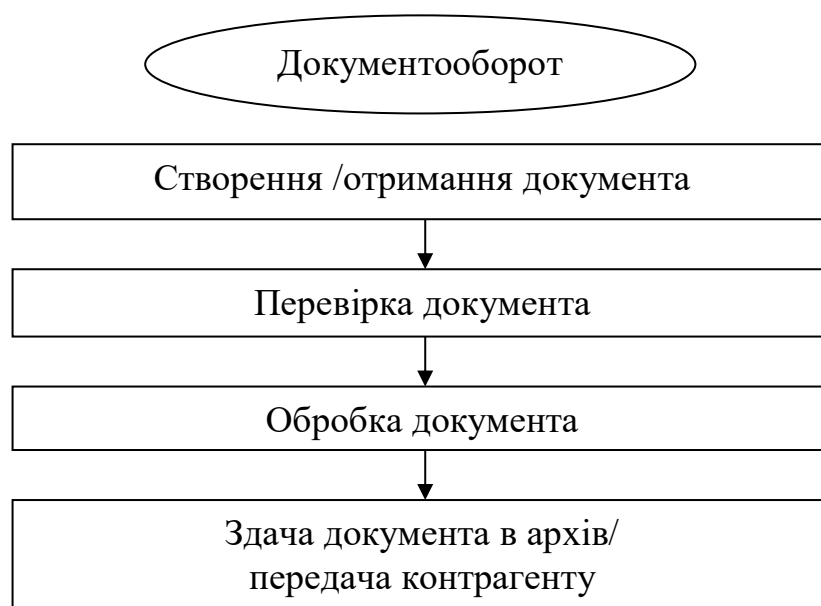 Документооборот
Створення /отримання документа
Перевірка документа
Обробка документа
Здача документа в архів/
передача контрагенту